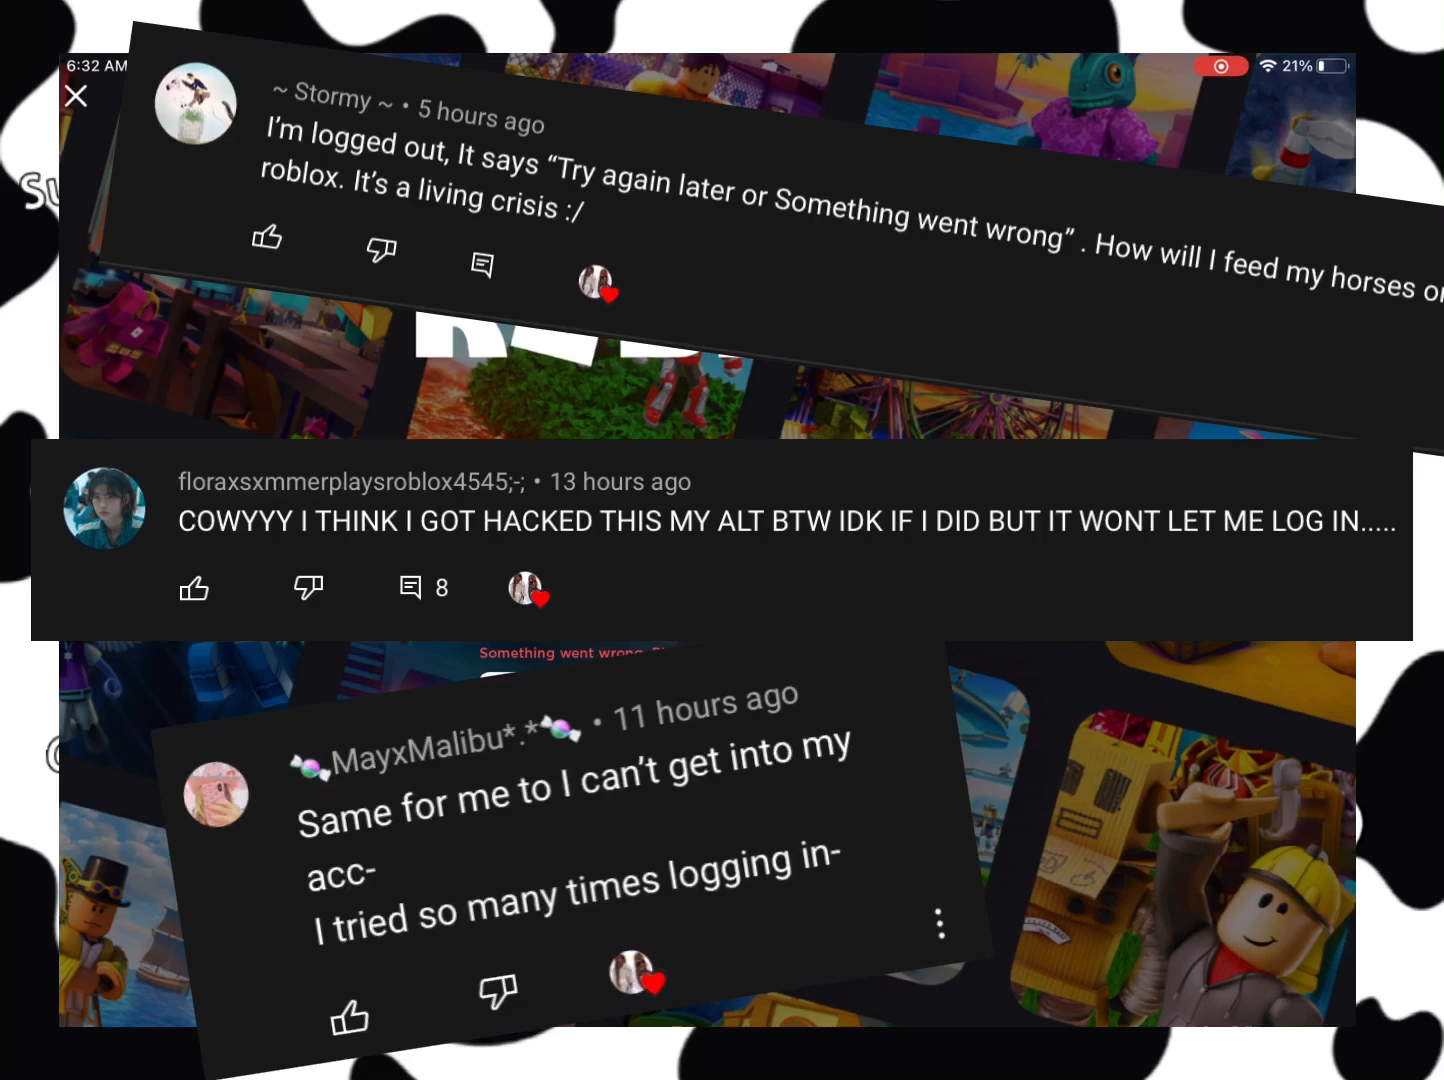 6:32 AM
21%
~ Stormy ~ • 5 hours ago
I'm logged out, It says “Try again later or Something went wrong” . How will I feed my horses
roblox. It's a living crisis :/
floraxsxmmerplaysroblox4545;-; • 13 hours ago
COWYYY I THINK I GOT HACKED THIS MY ALT BTW IDK IF I DID BUT IT WONT LET ME LOG IN.....
8
Something went wrong.
🍬MayxMalibu*.*🍬 • 11 hours ago
Same for me to I can't get into my
acc-
I tried so many times logging in-